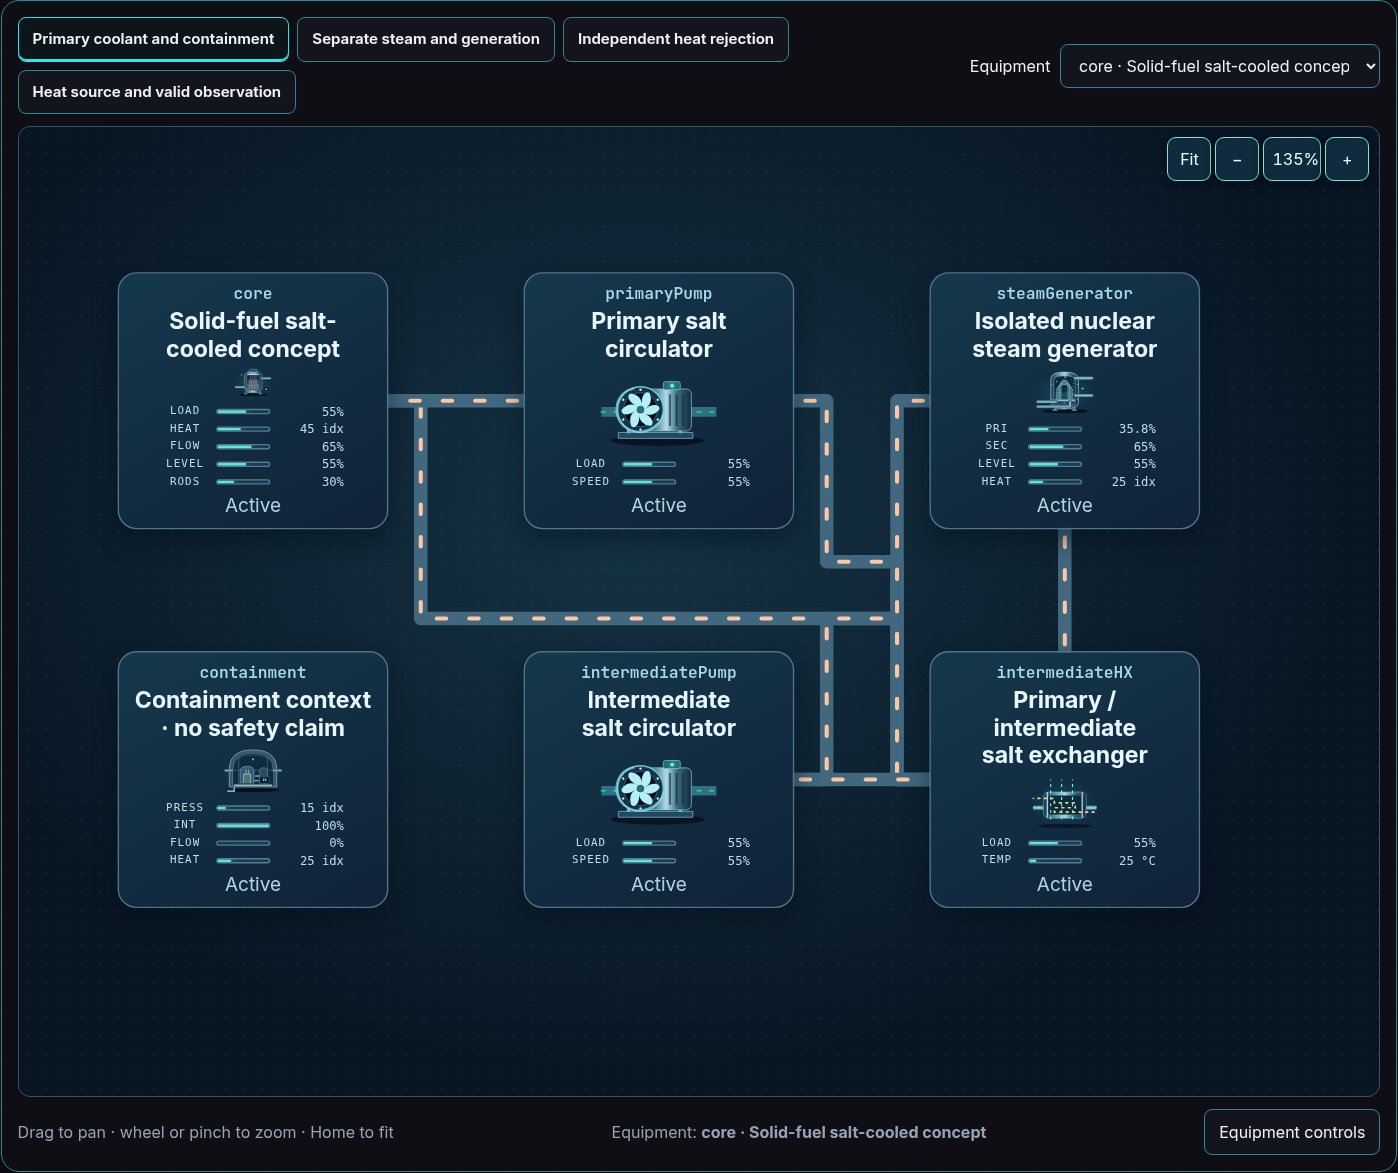 Primary coolant and containment
Separate steam and generation
Independent heat rejection
Heat source and valid observation
Equipment
core · Solid-fuel salt-cooled concep
Fit
−
135%
+
core
Solid-fuel salt-
cooled concept
LOAD 55%
HEAT 45 idx
FLOW 65%
LEVEL 55%
RODS 30%
Active
primaryPump
Primary salt
circulator
LOAD 55%
SPEED 55%
Active
steamGenerator
Isolated nuclear
steam generator
PRI 35.8%
SEC 65%
LEVEL 55%
HEAT 25 idx
Active
containment
Containment context
· no safety claim
PRESS 15 idx
INT 100%
FLOW 0%
HEAT 25 idx
Active
intermediatePump
Intermediate
salt circulator
LOAD 55%
SPEED 55%
Active
intermediateHX
Primary /
intermediate
salt exchanger
LOAD 55%
TEMP 25 °C
Active
Drag to pan · wheel or pinch to zoom · Home to fit
Equipment: core · Solid-fuel salt-cooled concept
Equipment controls